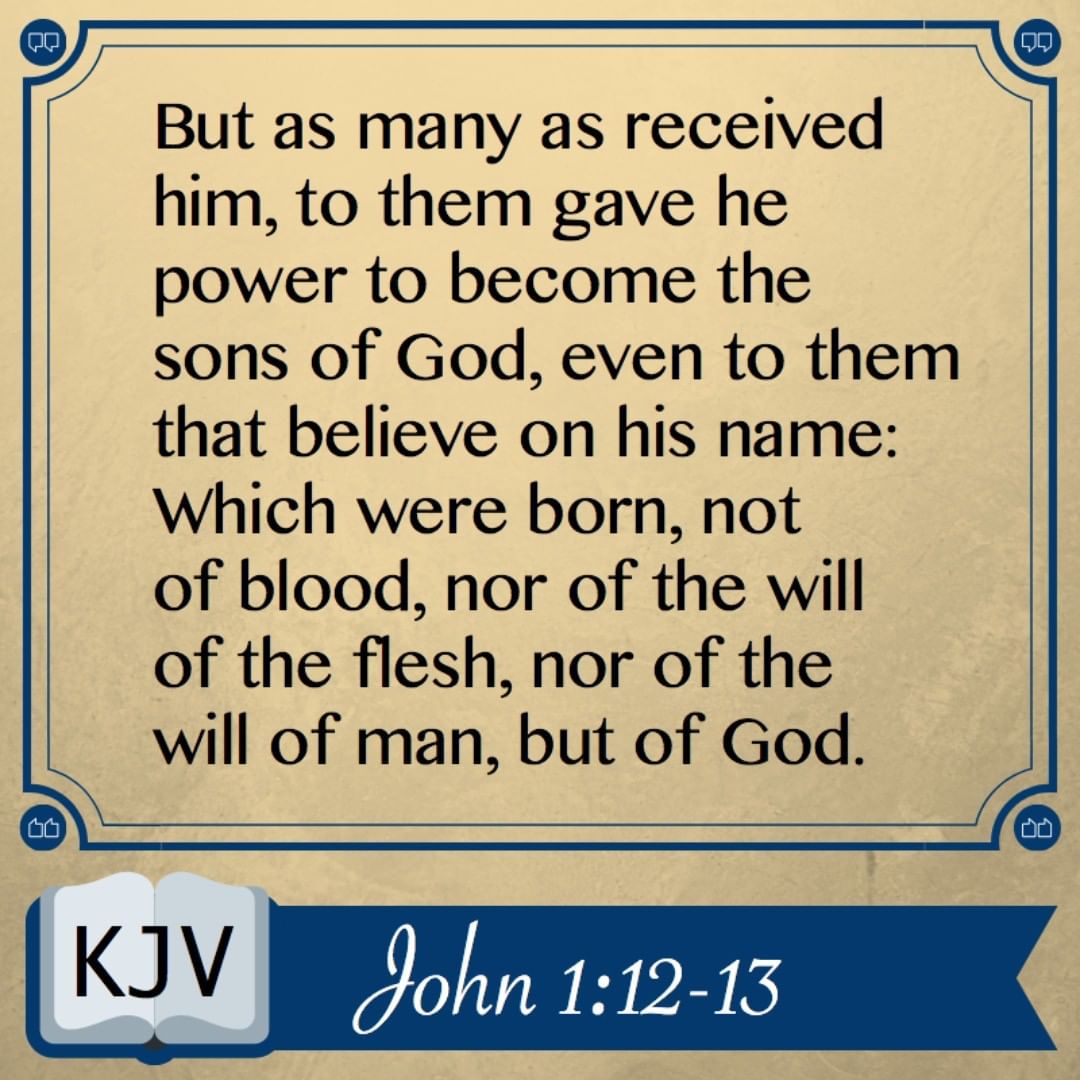 But as many as received
him, to them gave he
power to become the
sons of God, even to them
that believe on his name:
Which were born, not
of blood, nor of the will
of the flesh, nor of the
will of man, but of God.
KJV
John 1:12-13